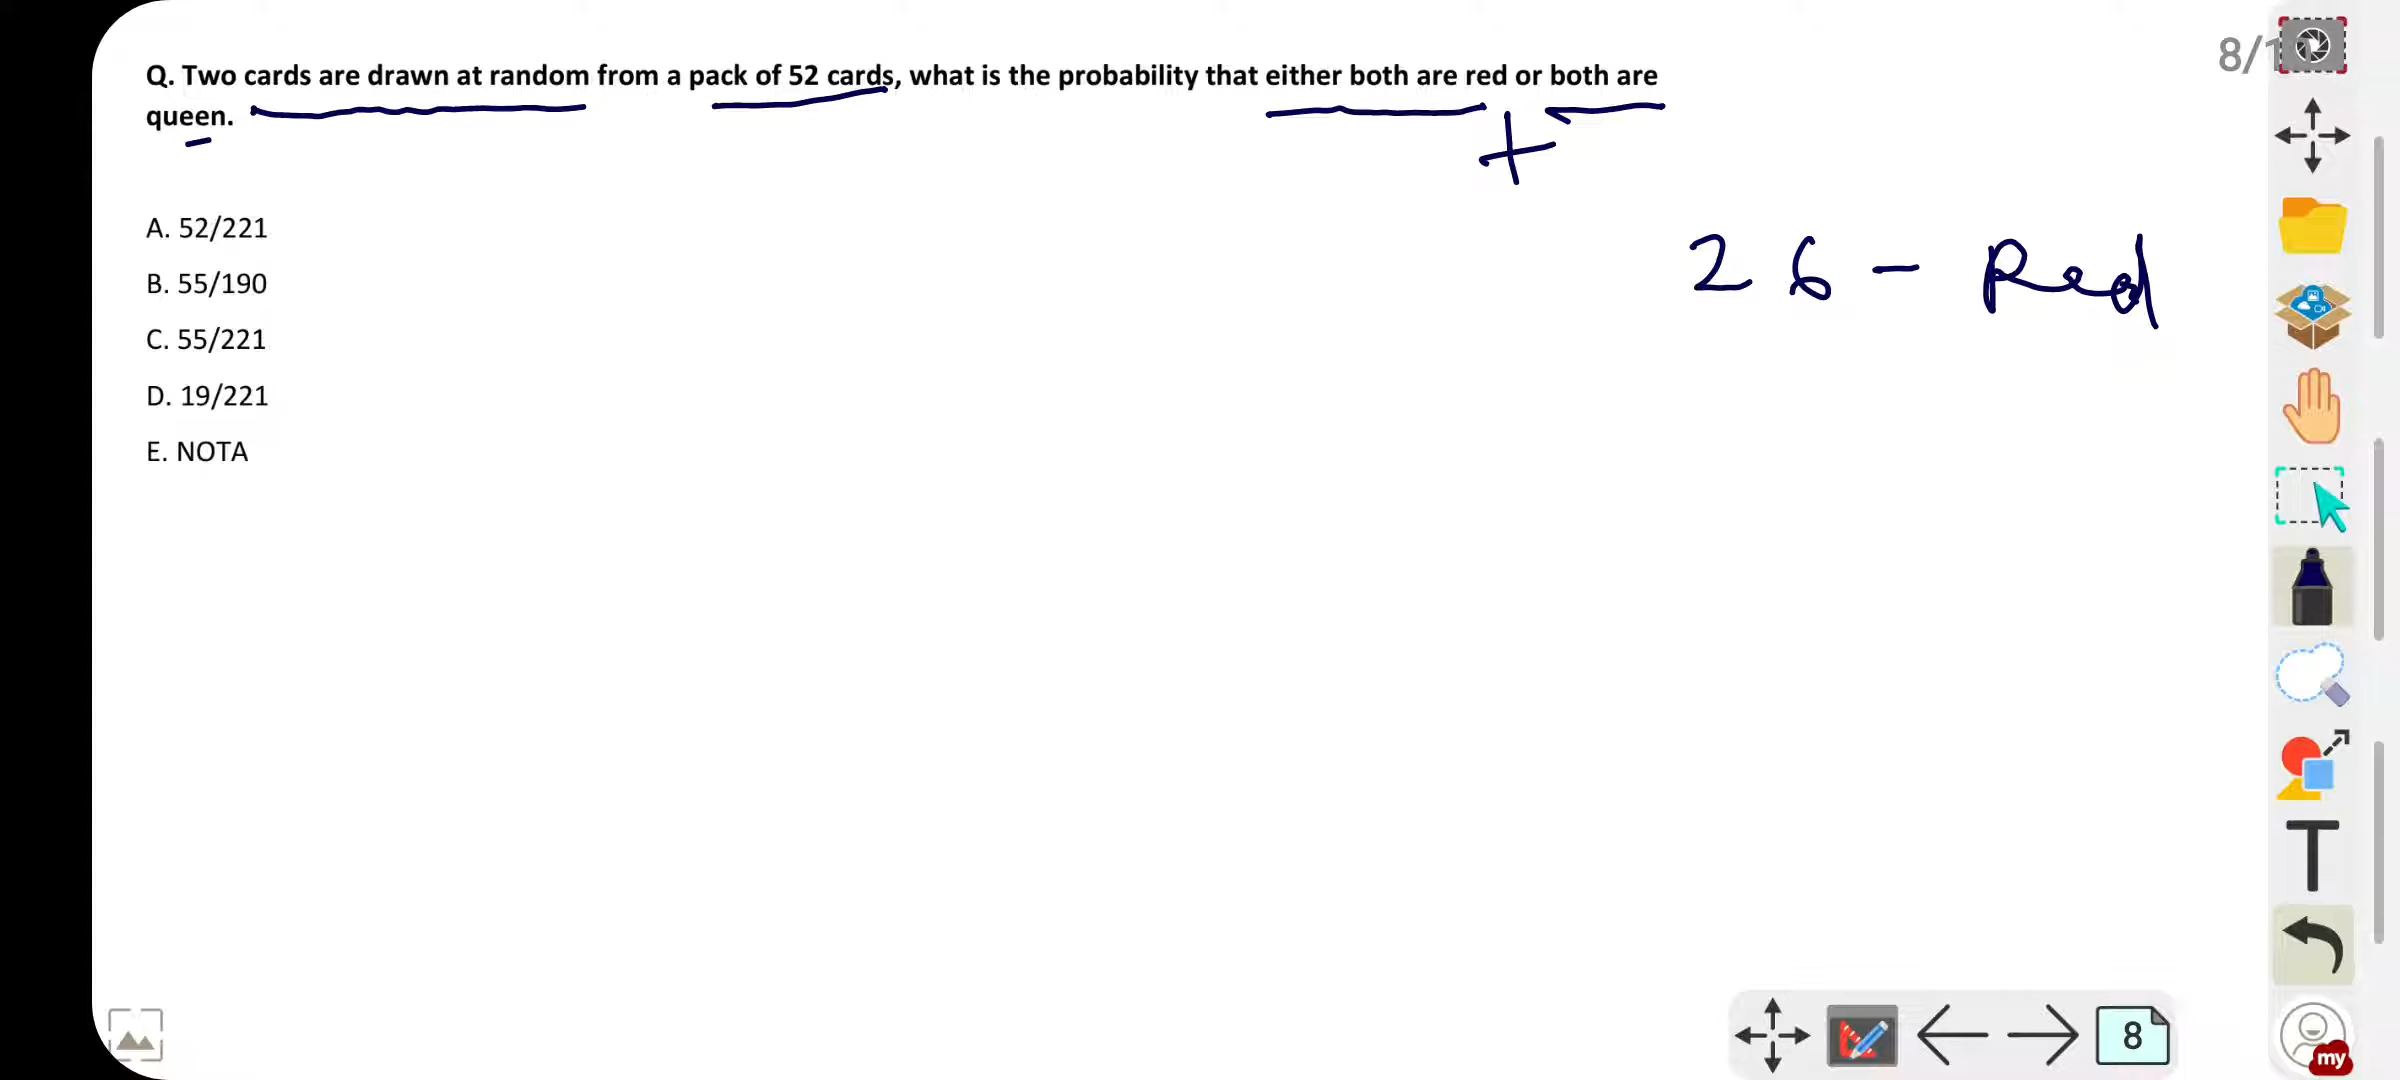 8/1
Q. Two cards are drawn at random from a pack of 52 cards, what is the probability that either both are red or both are
queen.
+
A. 52/221
26 - Red
B. 55/190
C. 55/221
D. 19/221
E. NOTA
T
8
my